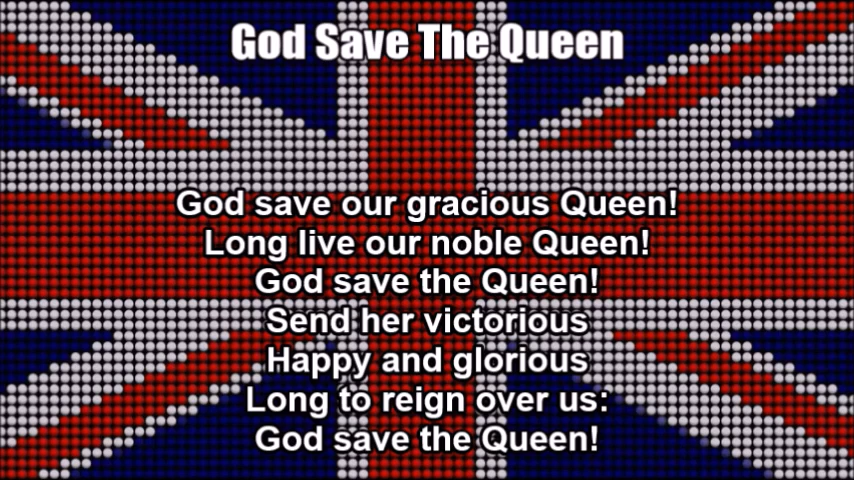 God Save The Queen
God save our gracious Queen!
Long live our noble Queen!
God save the Queen!
Send her victorious
Happy and glorious
Long to reign over us:
God save the Queen!